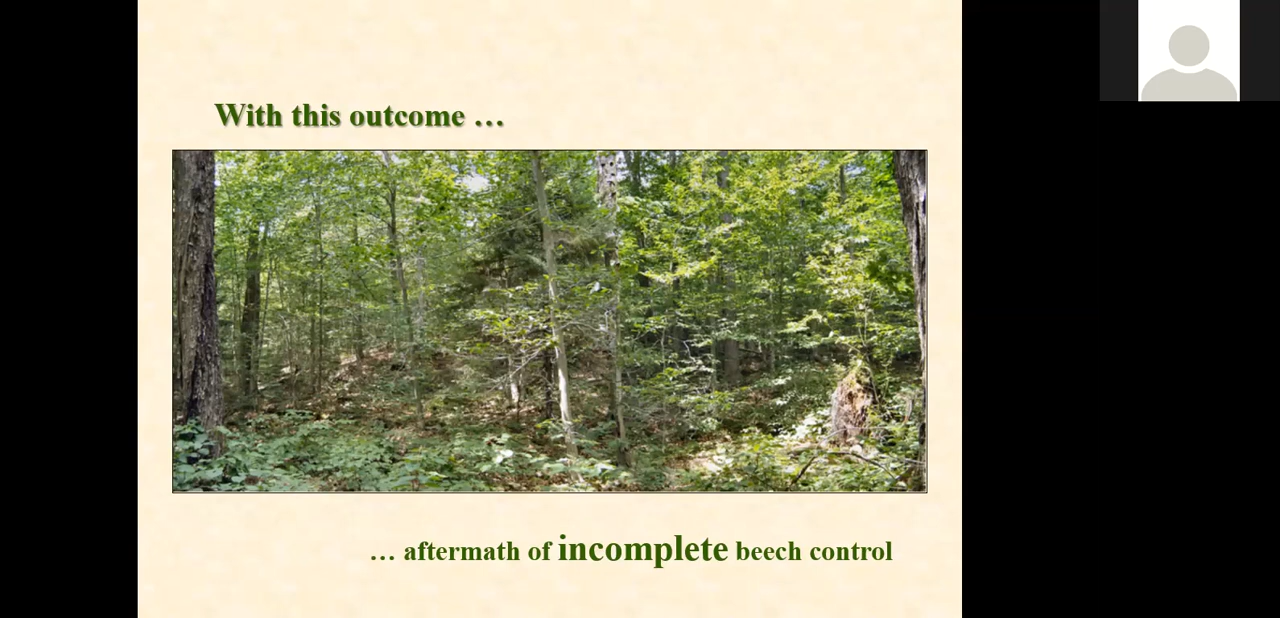 With this outcome …
… aftermath of incomplete beech control